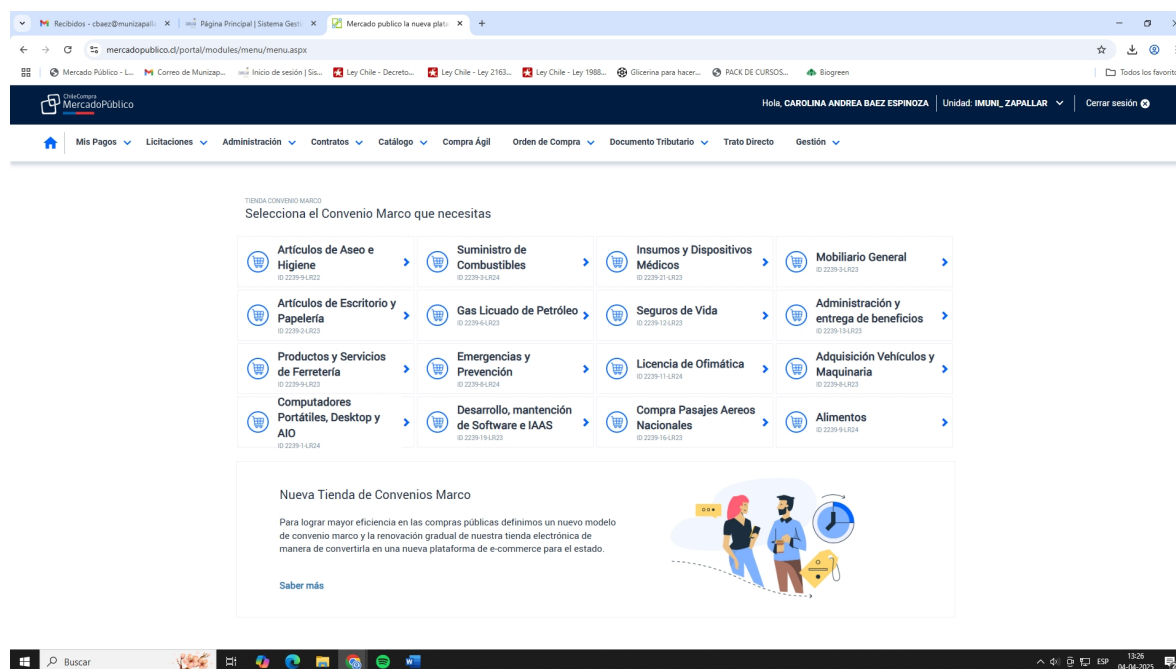 Recibidos - cbaez@munizapall
Página Principal | Sistema Gesti
Mercado publico la nueva plata
mercadopublico.cl/portal/modules/menu/menu.aspx
Mercado Público - L...
Correo de Munizap...
Inicio de sesión | Sis...
Ley Chile - Decreto...
Ley Chile - Ley 2163...
Ley Chile - Ley 1988...
Glicerina para hacer...
PACK DE CURSOS...
Biogreen
Todos los favorito
ChileCompra
MercadoPúblico
Hola, CAROLINA ANDREA BAEZ ESPINOZA
Unidad: IMUNI_ ZAPALLAR
Cerrar sesión
Mis Pagos
Licitaciones
Administración
Contratos
Catálogo
Compra Ágil
Orden de Compra
Documento Tributario
Trato Directo
Gestión
TIENDA CONVENIO MARCO
Selecciona el Convenio Marco que necesitas
Artículos de Aseo e
Higiene
ID 2239-9-LR22
Suministro de
Combustibles
ID 2239-3-LR24
Insumos y Dispositivos
Médicos
ID 2239-21-LR23
Mobiliario General
ID 2239-3-LR23
Artículos de Escritorio y
Papelería
ID 2239-2-LR23
Gas Licuado de Petróleo
ID 2239-6-LR23
Seguros de Vida
ID 2239-12-LR23
Administración y
entrega de beneficios
ID 2239-13-LR23
Productos y Servicios
de Ferretería
ID 2239-9-LR23
Emergencias y
Prevención
ID 2239-8-LR24
Licencia de Ofimática
ID 2239-11-LR24
Adquisición Vehículos y
Maquinaria
ID 2239-8-LR23
Computadores
Portátiles, Desktop y
AIO
ID 2239-1-LR24
Desarrollo, mantención
de Software e IAAS
ID 2239-19-LR23
Compra Pasajes Aereos
Nacionales
ID 2239-16-LR23
Alimentos
ID 2239-9-LR24
Nueva Tienda de Convenios Marco
Para lograr mayor eficiencia en las compras públicas definimos un nuevo modelo
de convenio marco y la renovación gradual de nuestra tienda electrónica de
manera de convertirla en una nueva plataforma de e-commerce para el estado.
Saber más
Buscar
ESP
13:26
04-04-2025